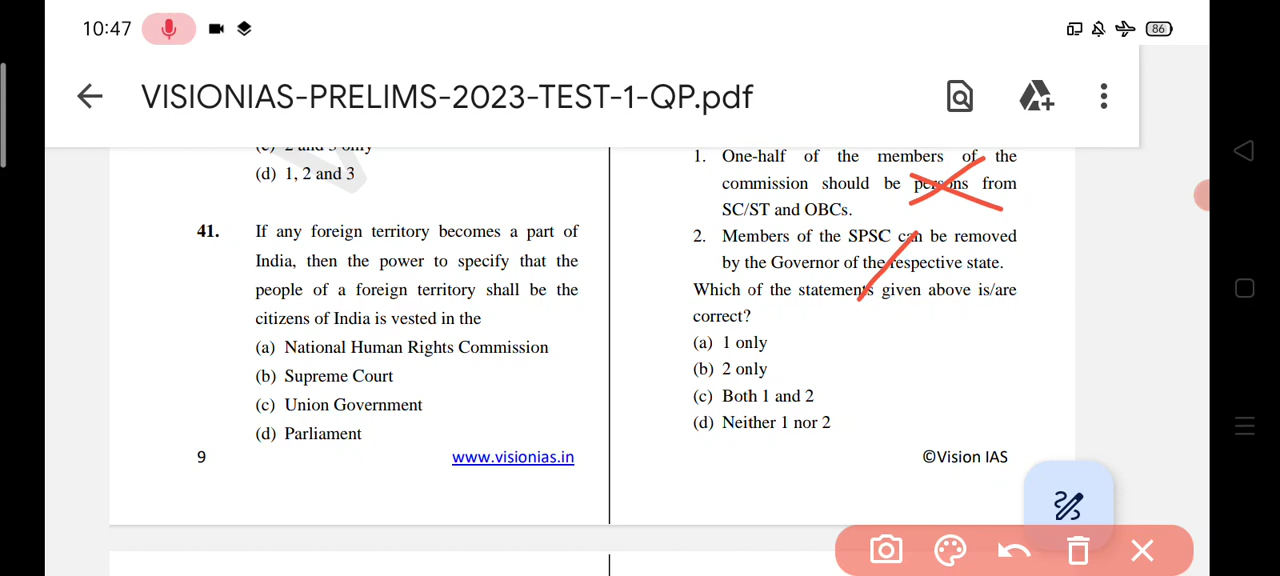 10:47
86
VISIONIAS-PRELIMS-2023-TEST-1-QP.pdf
(c) 2 and 3 only
(d) 1, 2 and 3
41. If any foreign territory becomes a part of
India, then the power to specify that the
people of a foreign territory shall be the
citizens of India is vested in the
(a) National Human Rights Commission
(b) Supreme Court
(c) Union Government
(d) Parliament
9
www.visionias.in
1. One-half of the members of the
commission should be persons from
SC/ST and OBCs.
2. Members of the SPSC can be removed
by the Governor of the respective state.
Which of the statements given above is/are
correct?
(a) 1 only
(b) 2 only
(c) Both 1 and 2
(d) Neither 1 nor 2
©Vision IAS